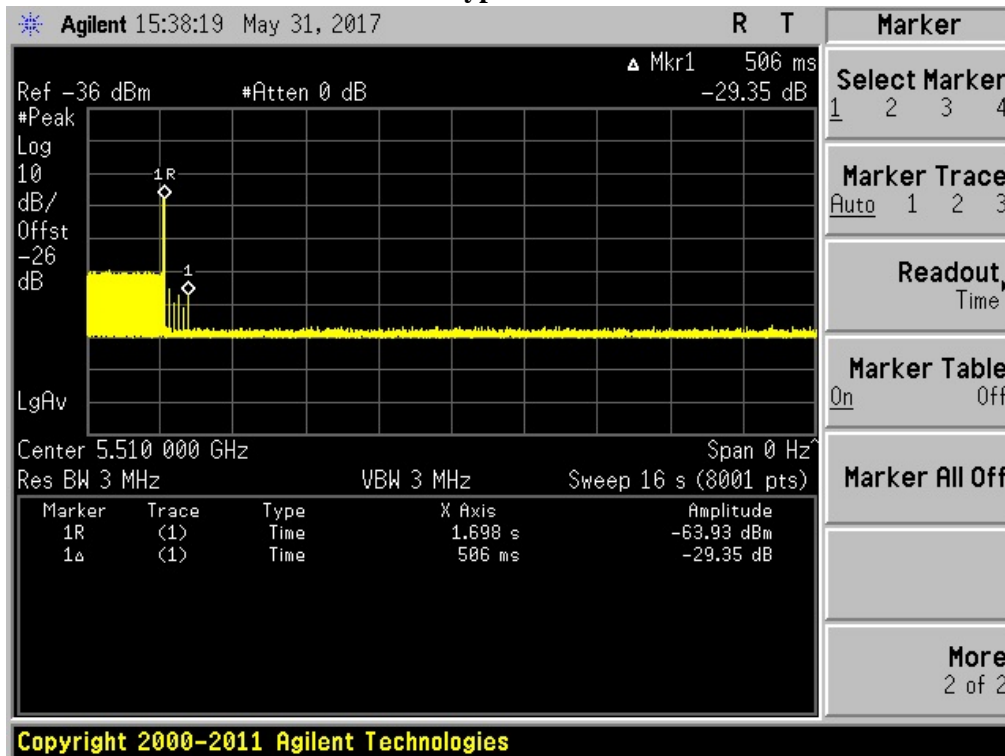 Agilent 15:38:19 May 31, 2017 R T
Marker
Δ Mkr1 506 ms
Ref -36 dBm #Atten 0 dB -29.35 dB
#Peak
Log
10
dB/
Offst
-26
dB
1R
1
LgAv
Center 5.510 000 GHz Span 0 Hz^
Res BW 3 MHz VBW 3 MHz Sweep 16 s (8001 pts)
Marker Trace Type X Axis Amplitude
1R (1) Time 1.698 s -63.93 dBm
1Δ (1) Time 506 ms -29.35 dB
Select Marker
1 2 3 4
Marker Trace
Auto 1 2 3
Readout
Time
Marker Table
On Off
Marker All Off
More
2 of 2
Copyright 2000-2011 Agilent Technologies